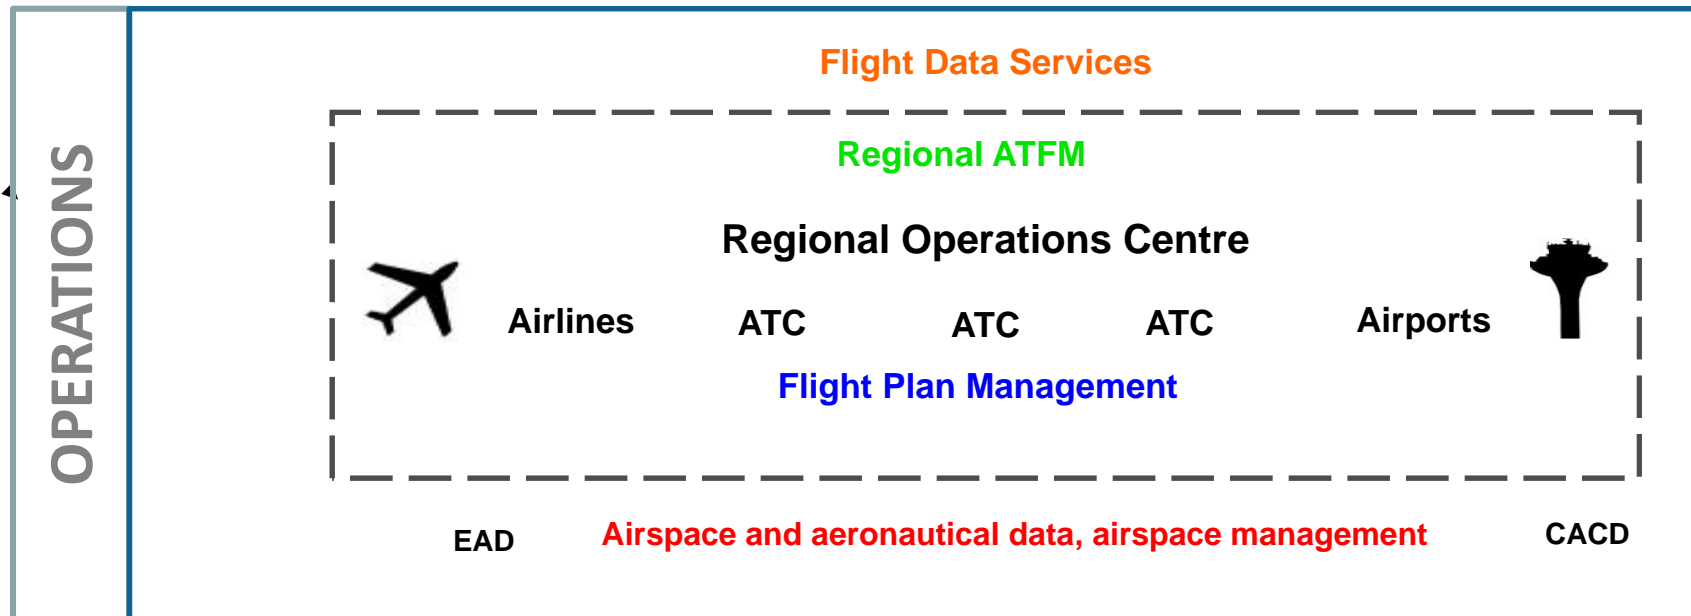 OPERATIONS
Flight Data Services
Regional ATFM
Regional Operations Centre
Airlines ATC ATC ATC Airports
Flight Plan Management
EAD Airspace and aeronautical data, airspace management CACD